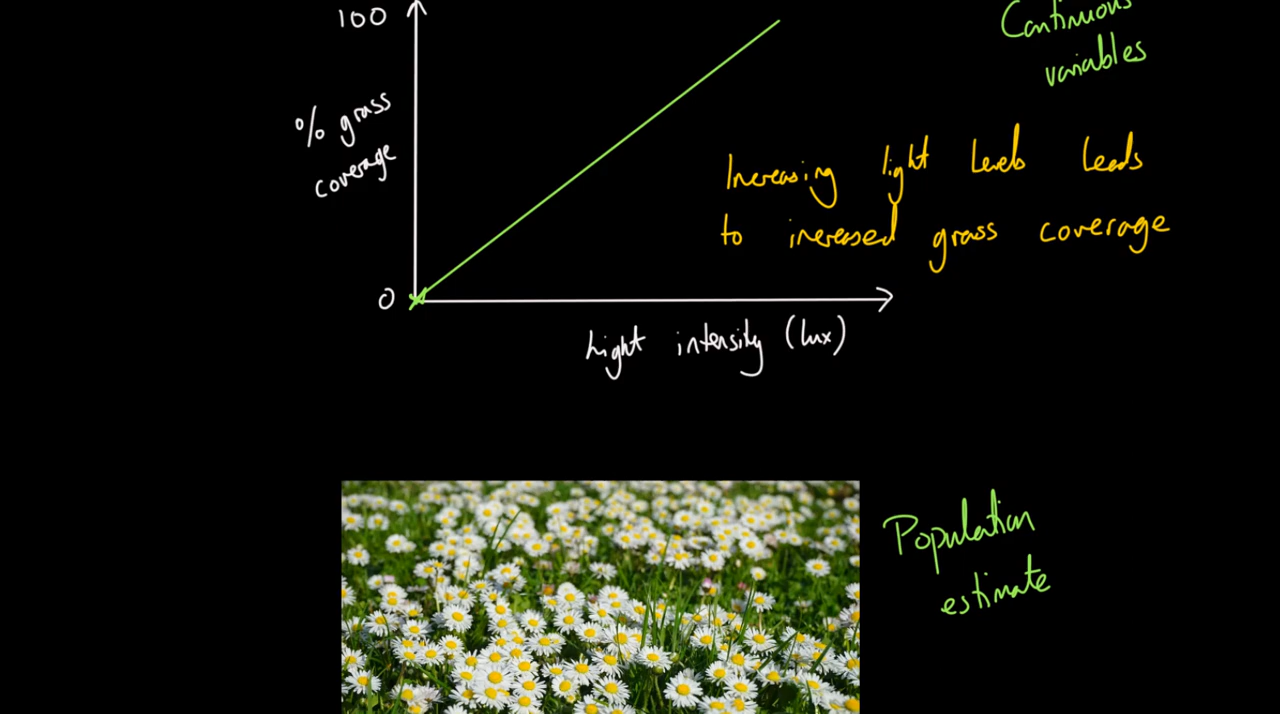 100
Continuous
variables
% grass
coverage
Increasing light levels leads
to increased grass coverage
0
Light intensity (lux)
Population
estimate